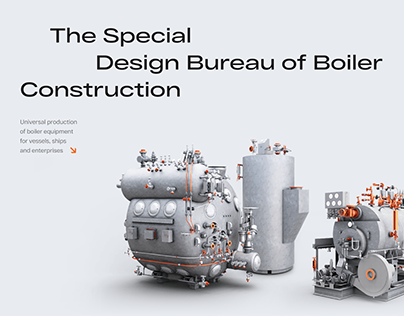 The Special
Design Bureau of Boiler
Construction
Universal production
of boiler equipment
for vessels, ships
and enterprises